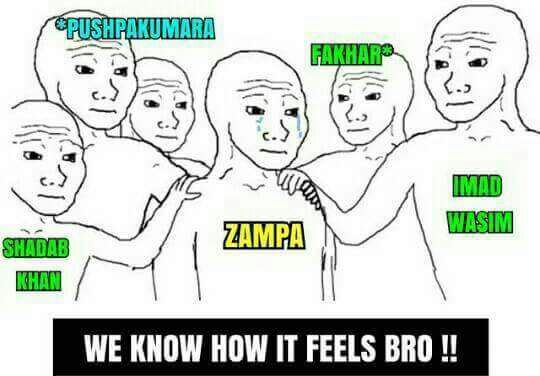 *PUSHPAKUMARA
FAKHAR*
IMAD
WASIM
ZAMPA
SHADAB
KHAN
WE KNOW HOW IT FEELS BRO !!